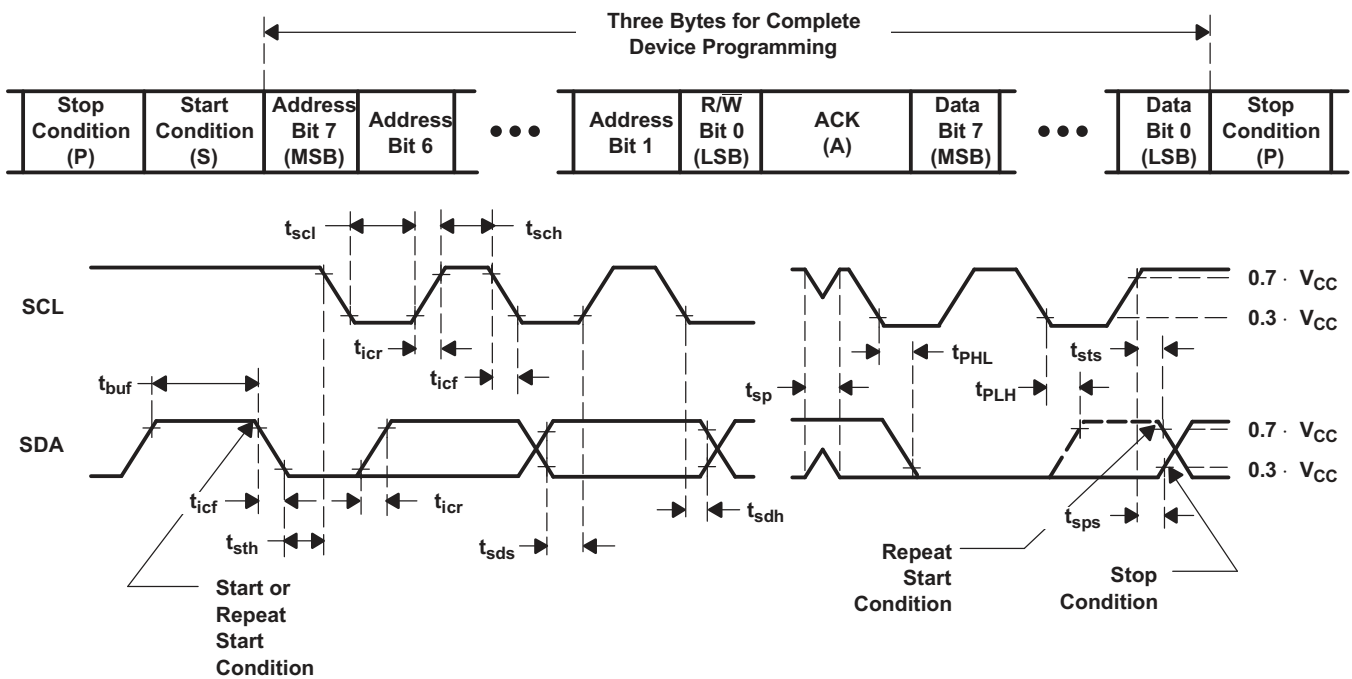 Three Bytes for Complete
Device Programming
Stop
Condition
(P)
Start
Condition
(S)
Address
Bit 7
(MSB)
Address
Bit 6
•••
Address
Bit 1
R/W̅
Bit 0
(LSB)
ACK
(A)
Data
Bit 7
(MSB)
•••
Data
Bit 0
(LSB)
Stop
Condition
(P)
tscl
tsch
SCL
0.7 · VCC
0.3 · VCC
ticr
ticf
tbuf
tsp
tPHL
tPLH
tsts
SDA
0.7 · VCC
0.3 · VCC
ticf
ticr
tsth
tsds
tsdh
tsps
Start or
Repeat
Start
Condition
Repeat
Start
Condition
Stop
Condition